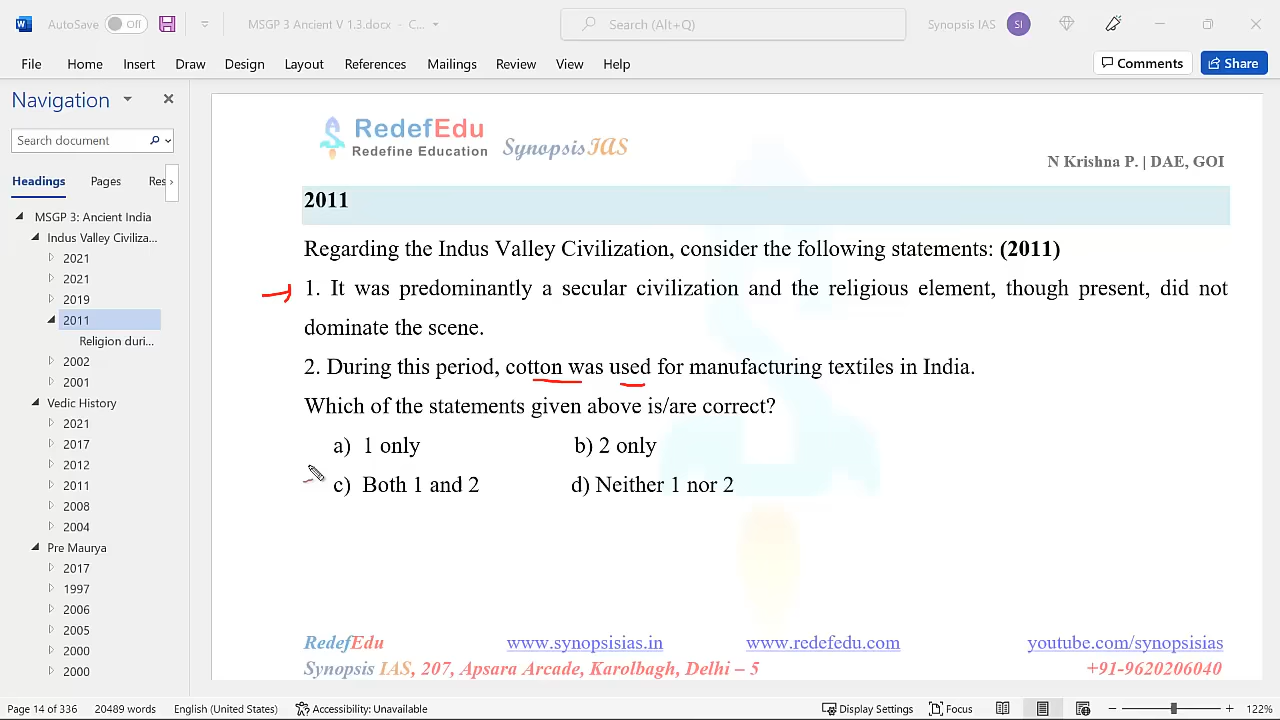 AutoSave Off MSGP 3 Ancient V 1.3.docx - C... Search (Alt+Q) Synopsis IAS SI
File Home Insert Draw Design Layout References Mailings Review View Help Comments Share
Navigation
Search document
Headings Pages Res
MSGP 3: Ancient India
Indus Valley Civiliza...
2021
2021
2019
2011
Religion duri...
2002
2001
Vedic History
2021
2017
2012
2011
2008
2004
Pre Maurya
2017
1997
2006
2005
2000
2000
RedefEdu
Redefine Education
Synopsis IAS
N Krishna P. | DAE, GOI
2011
Regarding the Indus Valley Civilization, consider the following statements: (2011)
1. It was predominantly a secular civilization and the religious element, though present, did not
dominate the scene.
2. During this period, cotton was used for manufacturing textiles in India.
Which of the statements given above is/are correct?
a) 1 only b) 2 only
c) Both 1 and 2 d) Neither 1 nor 2
RedefEdu www.synopsisias.in www.redefedu.com youtube.com/synopsisias
Synopsis IAS, 207, Apsara Arcade, Karolbagh, Delhi – 5 +91-9620206040
Page 14 of 336 20489 words English (United States) Accessibility: Unavailable Display Settings Focus 122%